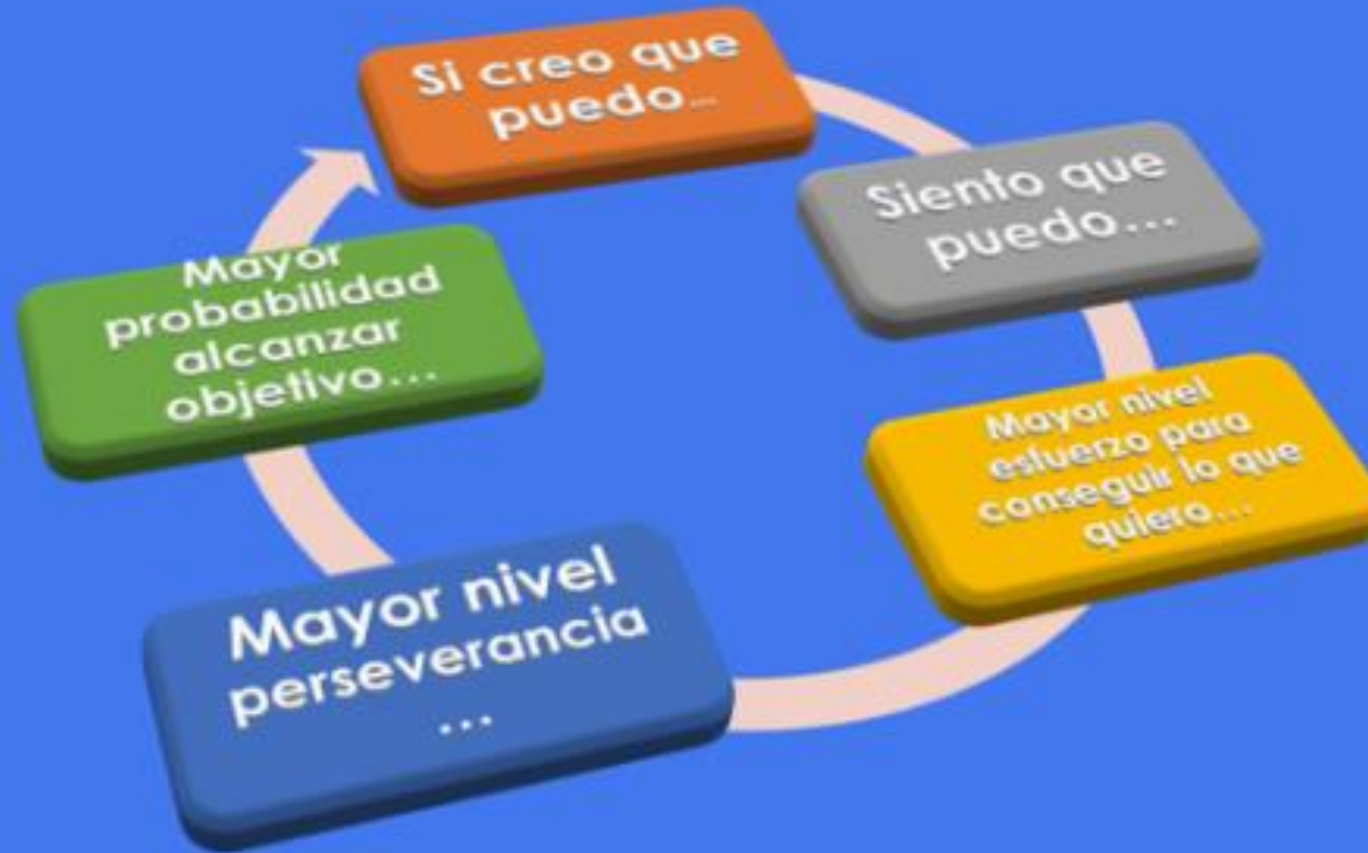 Si creo que
puedo...
Siento que
puedo...
Mayor nivel
esfuerzo para
conseguir lo que
quiero...
Mayor nivel
perseverancia
...
Mayor
probabilidad
alcanzar
objetivo...